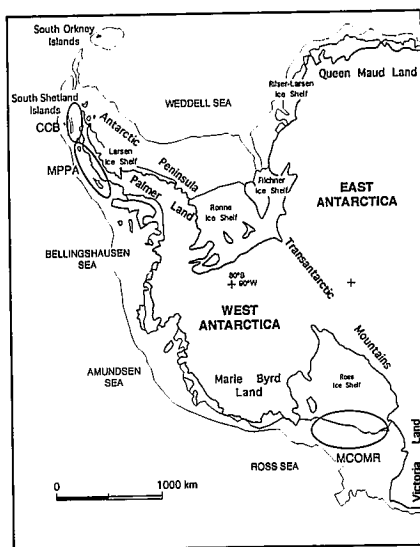 South Orkney
Islands
Queen Maud Land
Riiser-Larsen
Ice Shelf
WEDDELL SEA
South Shetland
Islands
CCB
Antarctic
Larsen
Ice Shelf
Peninsula
Filchner
Ice Shelf
MPPA
Palmer
Land
Ronne
Ice Shelf
EAST
ANTARCTICA
BELLINGSHAUSEN
SEA
Transantarctic
80°S
90°W
WEST
ANTARCTICA
AMUNDSEN
SEA
Mountains
Marie Byrd
Land
Ross
Ice Shelf
ROSS SEA
MCOMR
Victoria Land
0
1000 km